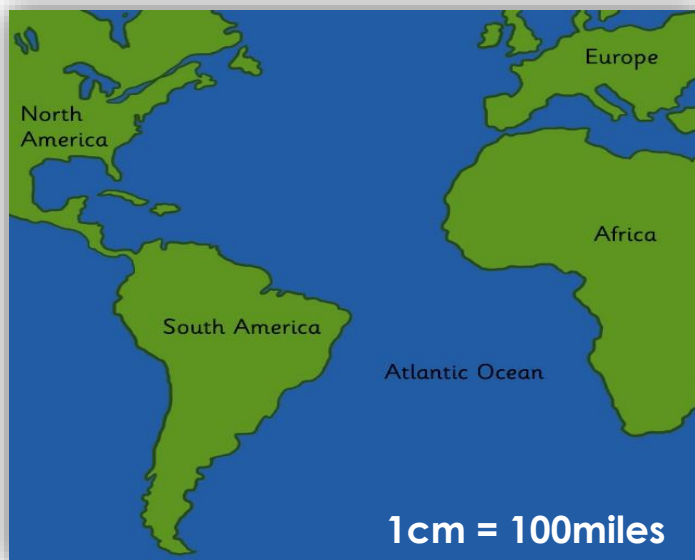 Europe
North
America
Africa
South America
Atlantic Ocean
1cm = 100miles